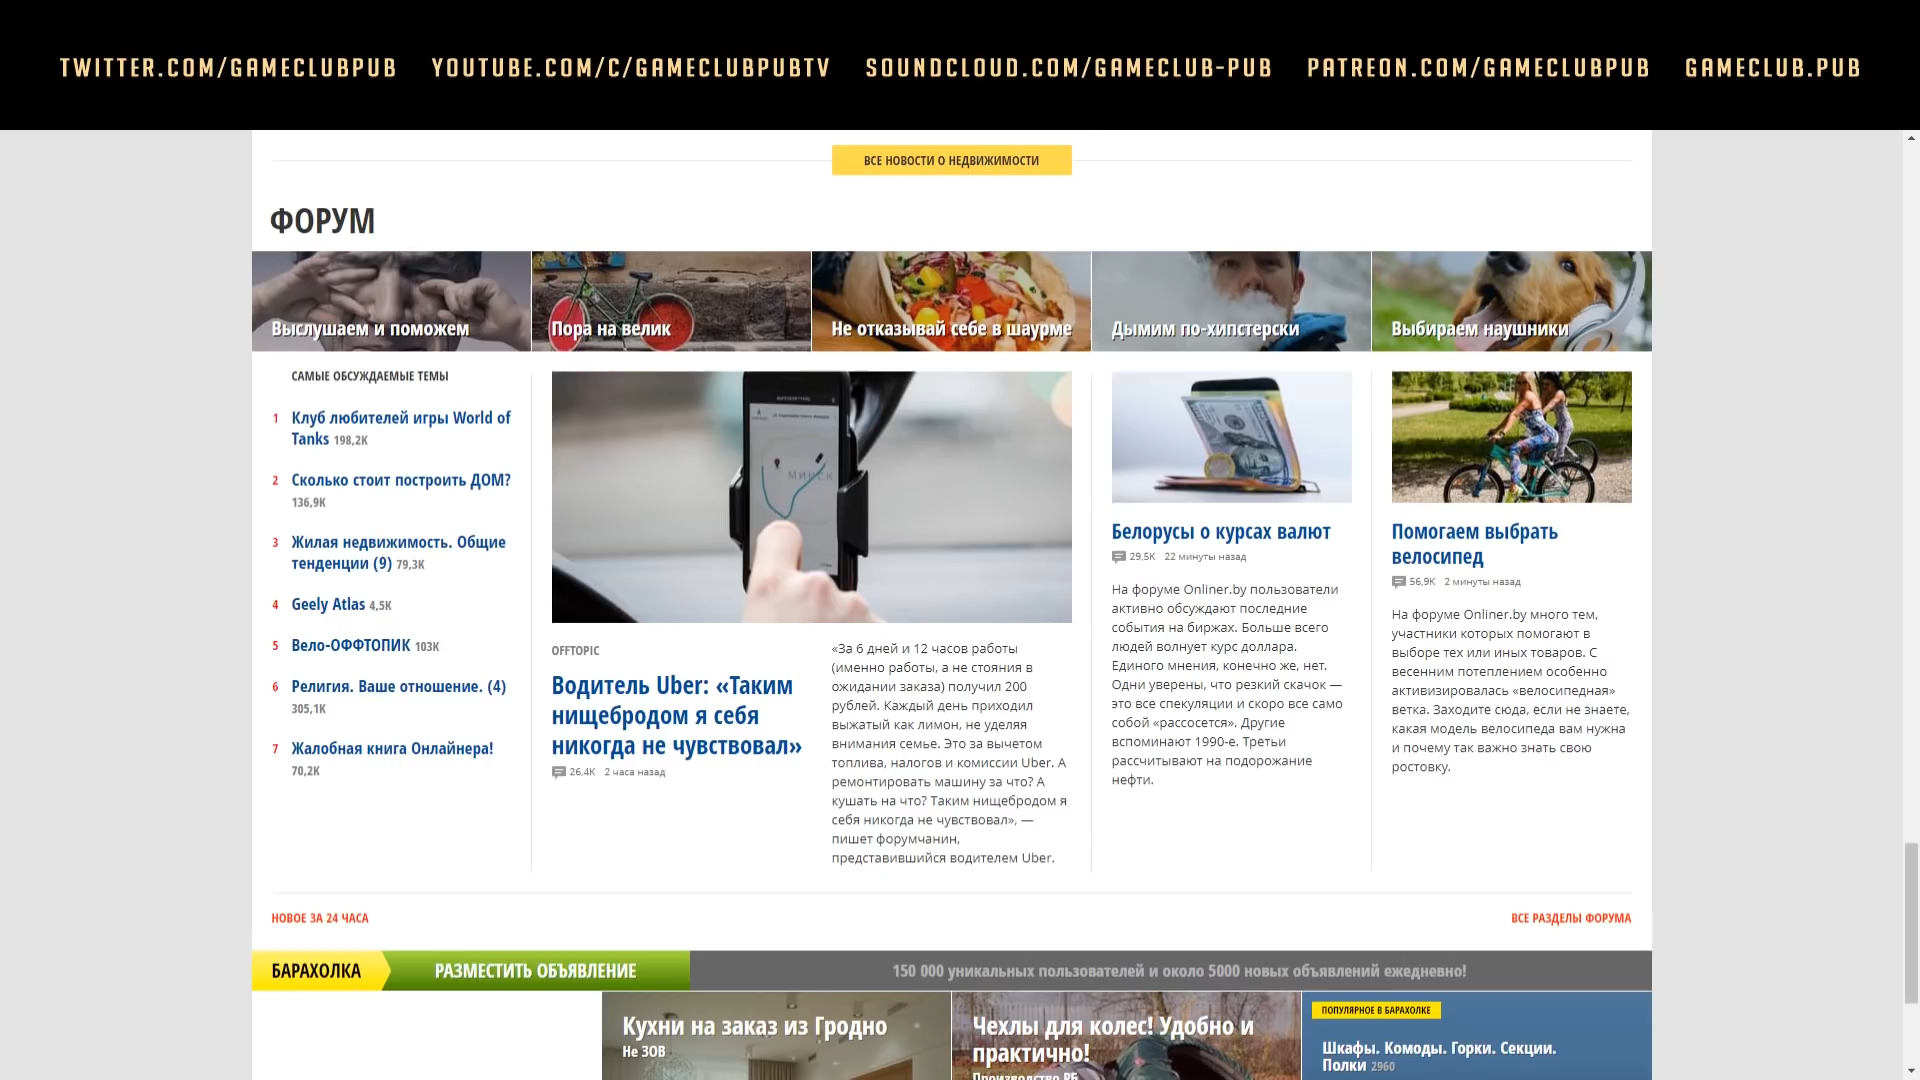 TWITTER.COM/GAMECLUBPUB YOUTUBE.COM/C/GAMECLUBPUBTV SOUNDCLOUD.COM/GAMECLUB-PUB PATREON.COM/GAMECLUBPUB GAMECLUB.PUB
ВСЕ НОВОСТИ О НЕДВИЖИМОСТИ
ФОРУМ
Выслушаем и поможем
Пора на велик
Не отказывай себе в шаурме
Дымим по-хипстерски
Выбираем наушники
САМЫЕ ОБСУЖДАЕМЫЕ ТЕМЫ
1 Клуб любителей игры World of
Tanks 198,2K
2 Сколько стоит построить ДОМ?
136,9K
3 Жилая недвижимость. Общие
тенденции (9) 79,3K
4 Geely Atlas 4,5K
5 Вело-ОФФТОПИК 103K
6 Религия. Ваше отношение. (4)
305,1K
7 Жалобная книга Онлайнера!
70,2K
МИНСК
OFFTOPIC
Водитель Uber: «Таким
нищебродом я себя
никогда не чувствовал»
26,4K 2 часа назад
«За 6 дней и 12 часов работы
(именно работы, а не стояния в
ожидании заказа) получил 200
рублей. Каждый день приходил
выжатый как лимон, не уделяя
внимания семье. Это за вычетом
топлива, налогов и комиссии Uber. А
ремонтировать машину за что? А
кушать на что? Таким нищебродом я
себя никогда не чувствовал», —
пишет форумчанин,
представившийся водителем Uber.
Белорусы о курсах валют
29,5K 22 минуты назад
На форуме Onliner.by пользователи
активно обсуждают последние
события на биржах. Больше всего
людей волнует курс доллара.
Единого мнения, конечно же, нет.
Одни уверены, что резкий скачок —
это все спекуляции и скоро все само
собой «рассосется». Другие
вспоминают 1990-е. Третьи
рассчитывают на подорожание
нефти.
Помогаем выбрать
велосипед
56,9K 2 минуты назад
На форуме Onliner.by много тем,
участники которых помогают в
выборе тех или иных товаров. С
весенним потеплением особенно
активизировалась «велосипедная»
ветка. Заходите сюда, если не знаете,
какая модель велосипеда вам нужна
и почему так важно знать свою
ростовку.
НОВОЕ ЗА 24 ЧАСА
ВСЕ РАЗДЕЛЫ ФОРУМА
БАРАХОЛКА
РАЗМЕСТИТЬ ОБЪЯВЛЕНИЕ
150 000 уникальных пользователей и около 5000 новых объявлений ежедневно!
Кухни на заказ из Гродно
Не ЗОВ
Чехлы для колес! Удобно и
практично!
Производство РБ
ПОПУЛЯРНОЕ В БАРАХОЛКЕ
Шкафы. Комоды. Горки. Секции.
Полки 2960